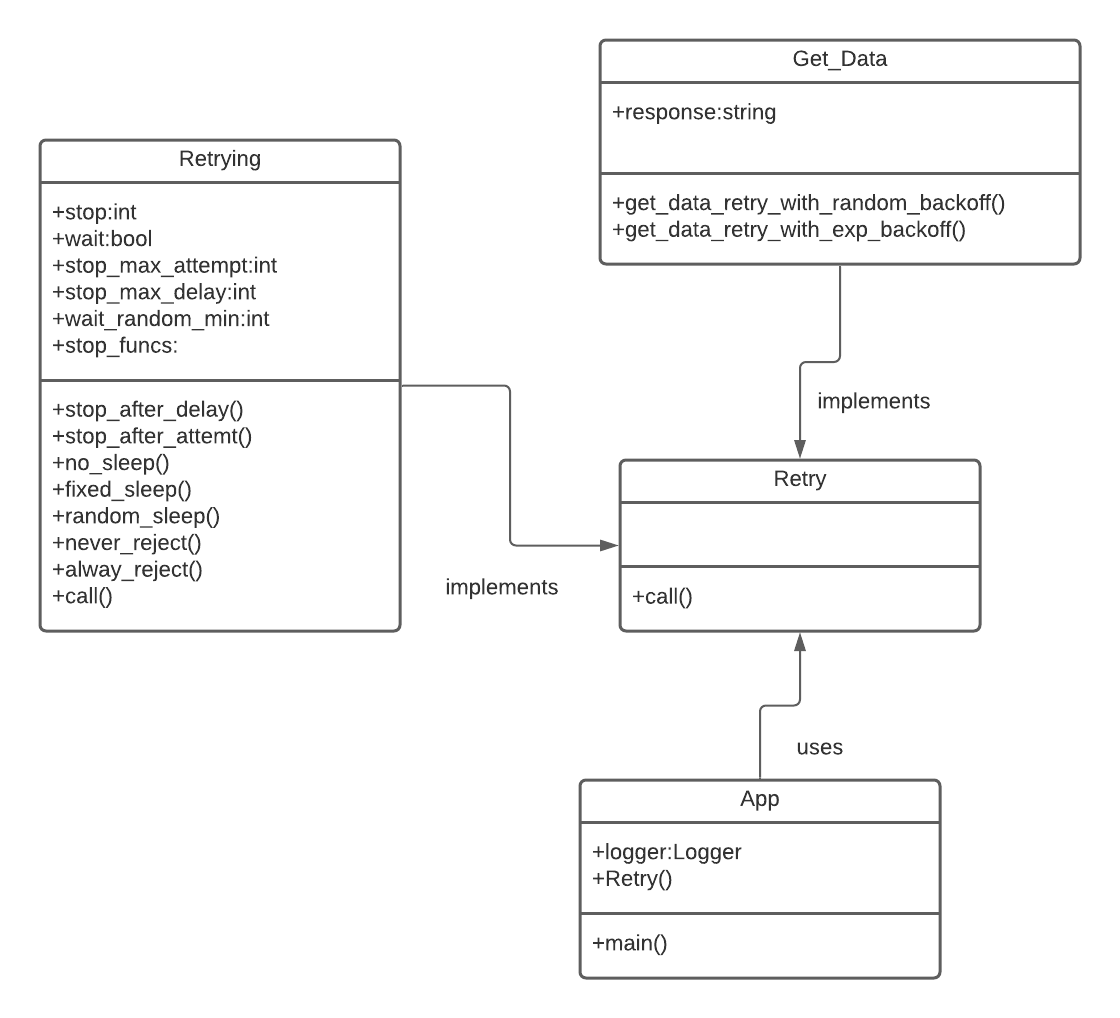 Get_Data
+response:string
+get_data_retry_with_random_backoff()
+get_data_retry_with_exp_backoff()
Retrying
+stop:int
+wait:bool
+stop_max_attempt:int
+stop_max_delay:int
+wait_random_min:int
+stop_funcs:
+stop_after_delay()
+stop_after_attemt()
+no_sleep()
+fixed_sleep()
+random_sleep()
+never_reject()
+alway_reject()
+call()
implements
implements
Retry
+call()
uses
App
+logger:Logger
+Retry()
+main()